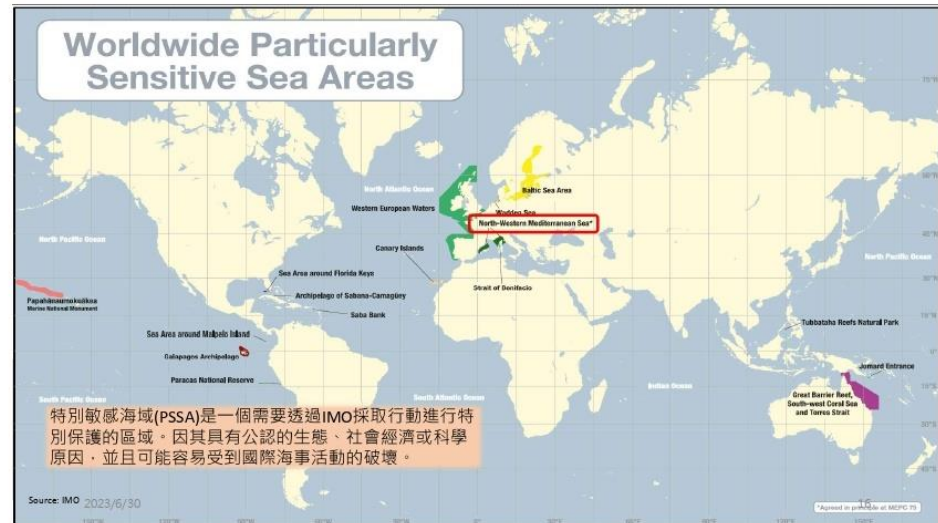 Worldwide Particularly
Sensitive Sea Areas
75°N
North Atlantic Ocean
Baltic Sea Area
60°N
Western European Waters
Wadden Sea
North-Western Mediterranean Sea*
North Pacific Ocean
Canary Islands
45°N
North Pacific Ocean
Sea Area around Florida Keys
Strait of Bonifacio
30°N
Papahānaumokuākea
Marine National Monument
Archipelago of Sabana-Camagüey
Saba Bank
15°N
Tubbataha Reefs Natural Park
Sea Area around Malpelo Island
Galapagos Archipelago
0°
Jomard Entrance
Paracas National Reserve
South Pacific Ocean
South Atlantic Ocean
Indian Ocean
Great Barrier Reef,
South-west Coral Sea
and Torres Strait
特別敏感海域(PSSA)是一個需要透過IMO採取行動進行特
別保護的區域。因其具有公認的生態、社會經濟或科學
原因，並且可能容易受到國際海事活動的破壞。
Source: IMO 2023/6/30
16
*Agreed in principle at MEPC 79